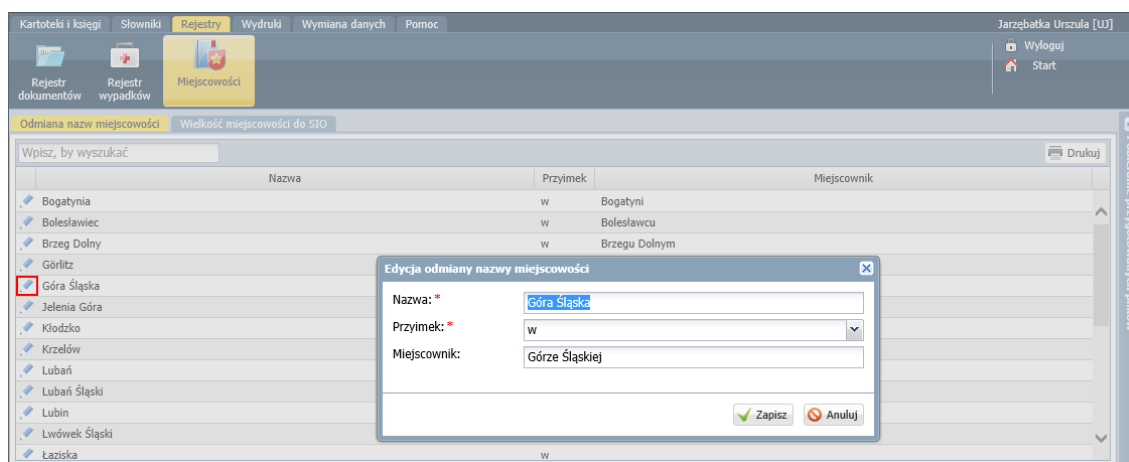 Kartoteki i księgi Słowniki Rejestry Wydruki Wymiana danych Pomoc Jarzębatka Urszula [UJ]
Wyloguj
Start
Rejestr dokumentów
Rejestr wypadków
Miejscowości
Odmiana nazw miejscowości Wielkość miejscowości do SIO
Wpisz, by wyszukać Drukuj
Nazwa Przyimek Miejscownik
Bogatynia w Bogatyni
Bolesławiec w Bolesławcu
Brzeg Dolny w Brzegu Dolnym
Görlitz
Góra Śląska
Jelenia Góra
Kłodzko
Krzelów
Lubań
Lubań Śląski
Lubin
Lwówek Śląski
Łaziska w
Edycja odmiany nazwy miejscowości
Nazwa: * Góra Śląska
Przyimek: * w
Miejscownik: Górze Śląskiej
Zapisz Anuluj